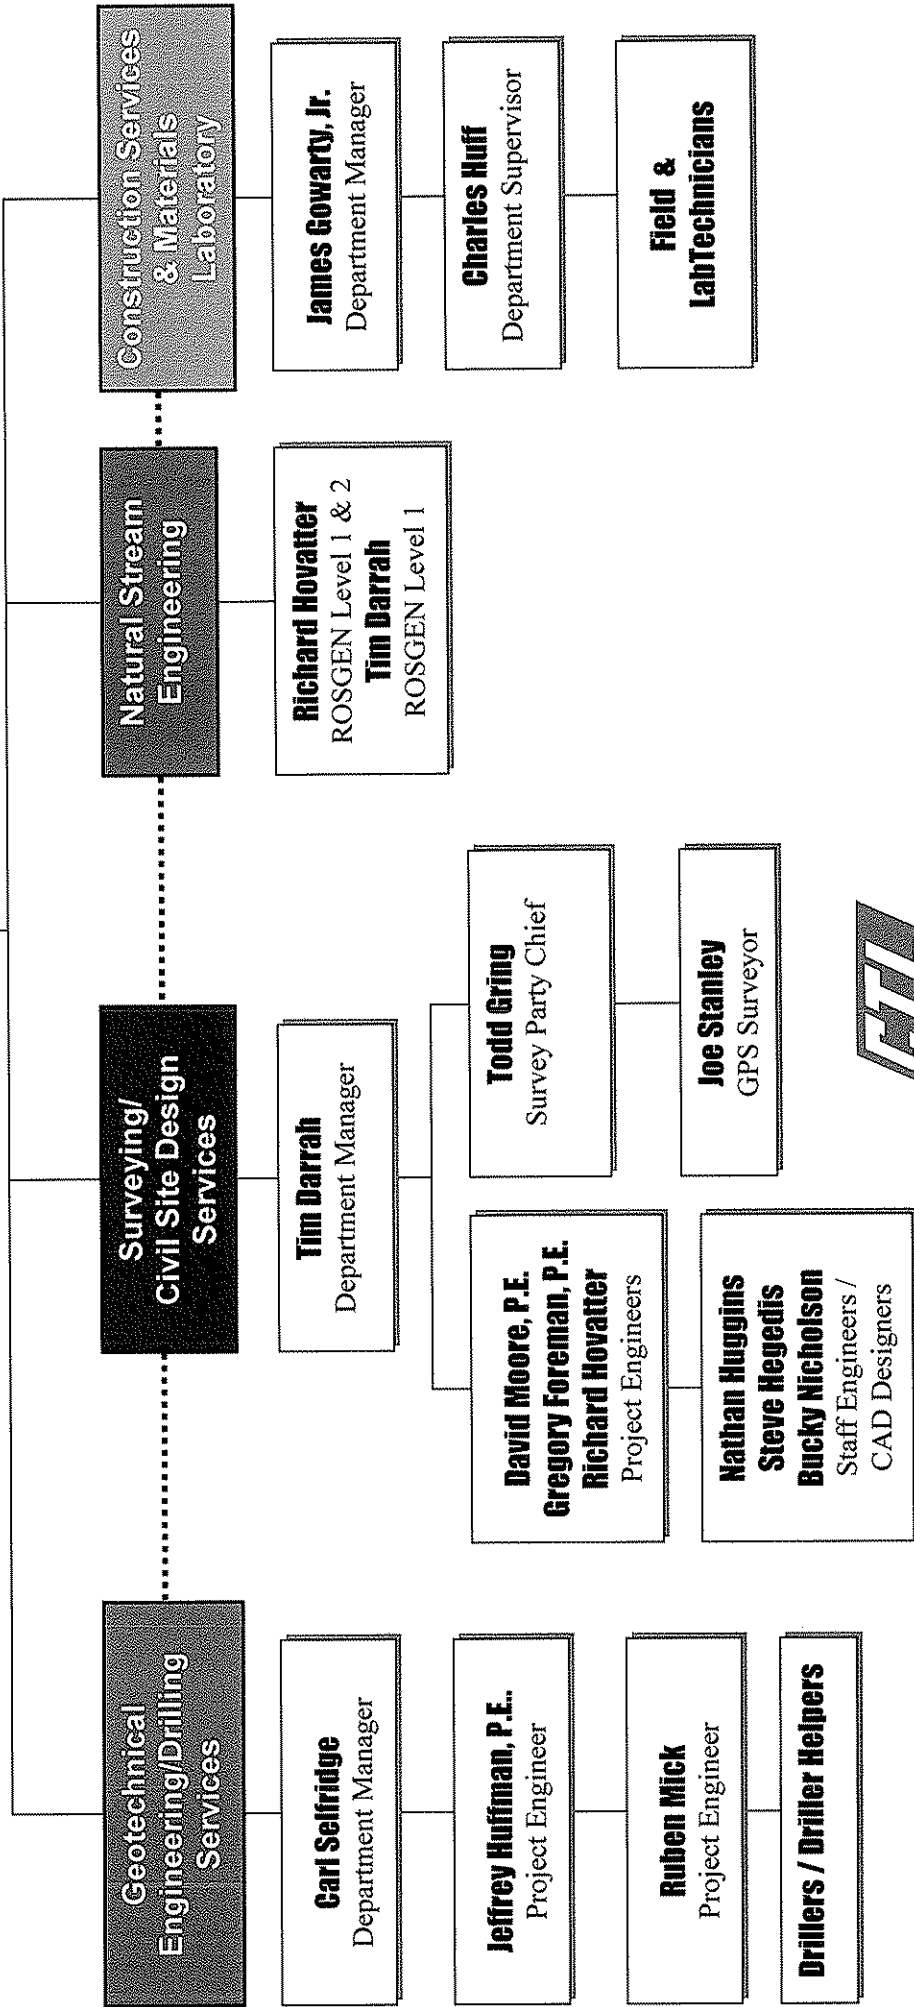 Geotechnical
Engineering/Drilling
Services
Carl Selfridge
Department Manager
Jeffrey Huffman, P.E..
Project Engineer
Ruben Mick
Project Engineer
Drillers / Driller Helpers
Surveying/
Civil Site Design
Services
Tim Darrah
Department Manager
David Moore, P.E.
Gregory Foreman, P.E.
Richard Hovatter
Project Engineers
Nathan Huggins
Steve Hegedis
Bucky Nicholson
Staff Engineers /
CAD Designers
Todd Gring
Survey Party Chief
Joe Stanley
GPS Surveyor
Natural Stream
Engineering
Richard Hovatter
ROSGEN Level 1 & 2
Tim Darrah
ROSGEN Level 1
Construction Services
& Materials
Laboratory
James Gowarty, Jr.
Department Manager
Charles Huff
Department Supervisor
Field &
LabTechnicians